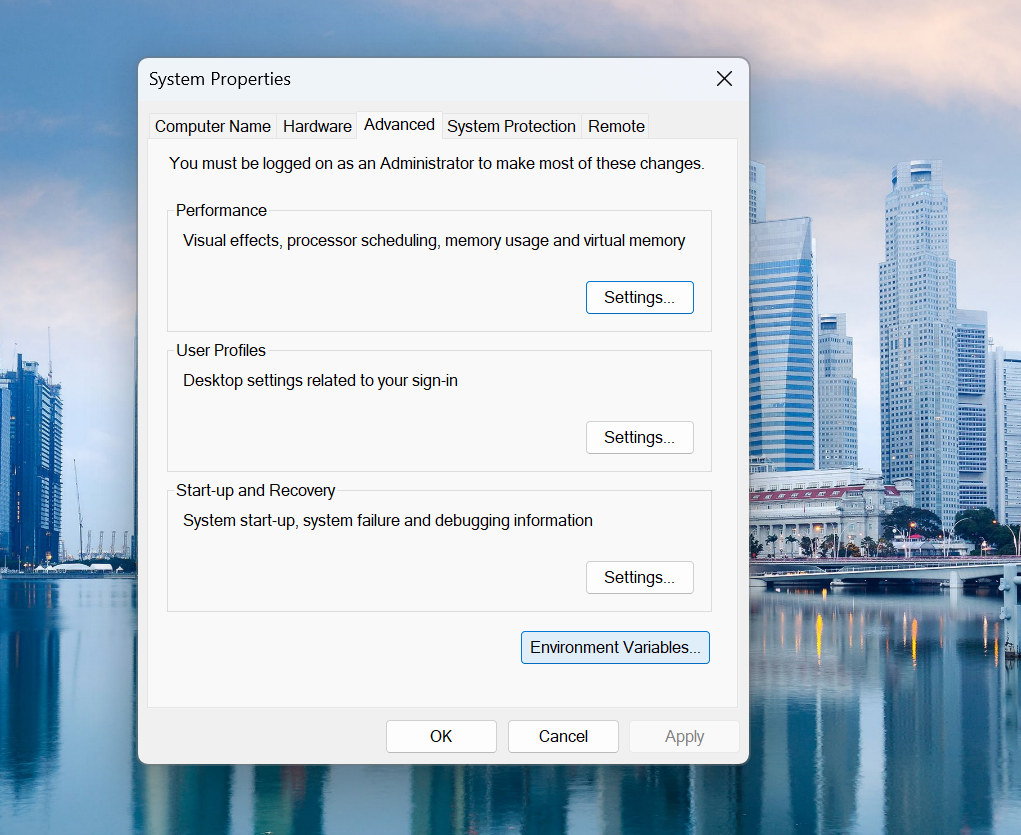 System Properties
Computer Name Hardware Advanced System Protection Remote
You must be logged on as an Administrator to make most of these changes.
Performance
Visual effects, processor scheduling, memory usage and virtual memory
Settings...
User Profiles
Desktop settings related to your sign-in
Settings...
Start-up and Recovery
System start-up, system failure and debugging information
Settings...
Environment Variables...
OK Cancel Apply